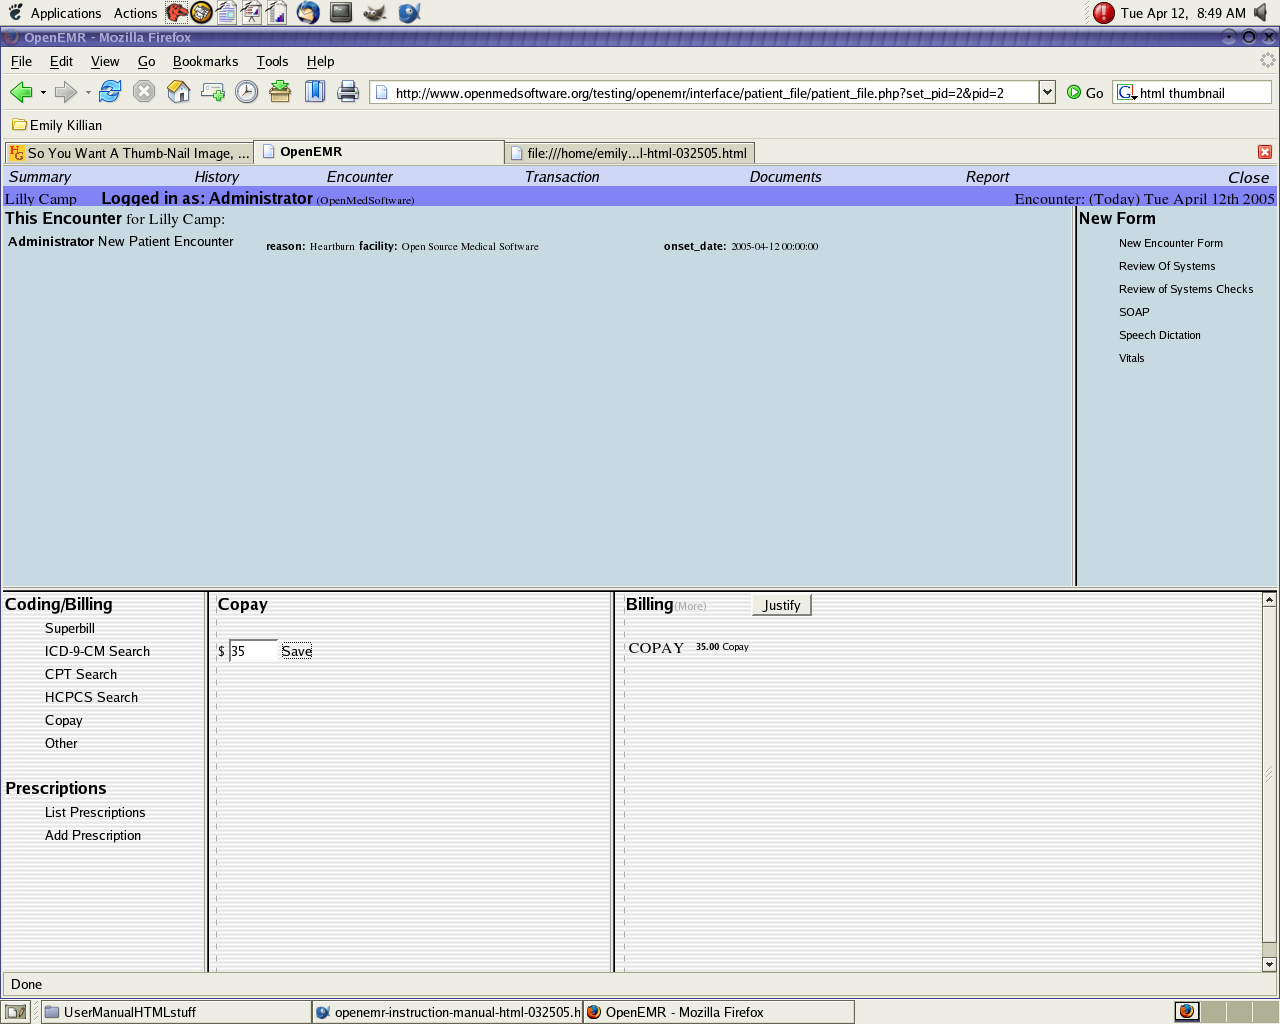 Applications Actions Tue Apr 12, 8:49 AM
OpenEMR - Mozilla Firefox
File Edit View Go Bookmarks Tools Help
http://www.openmedsoftware.org/testing/openemr/interface/patient_file/patient_file.php?set_pid=2&pid=2 Go G html thumbnail
Emily Killian
HG So You Want A Thumb-Nail Image, ... OpenEMR file:///home/emily...l-html-032505.html
Summary History Encounter Transaction Documents Report Close
Lilly Camp Logged in as: Administrator (OpenMedSoftware) Encounter: (Today) Tue April 12th 2005
This Encounter for Lilly Camp:
Administrator New Patient Encounter reason: Heartburn facility: Open Source Medical Software onset_date: 2005-04-12 00:00:00
New Form
New Encounter Form
Review Of Systems
Review of Systems Checks
SOAP
Speech Dictation
Vitals
Coding/Billing
Superbill
ICD-9-CM Search
CPT Search
HCPCS Search
Copay
Other
Prescriptions
List Prescriptions
Add Prescription
Copay
$ 35 Save
Billing (More) Justify
COPAY 35.00 Copay
Done
UserManualHTMLstuff openemr-instruction-manual-html-032505.h OpenEMR - Mozilla Firefox